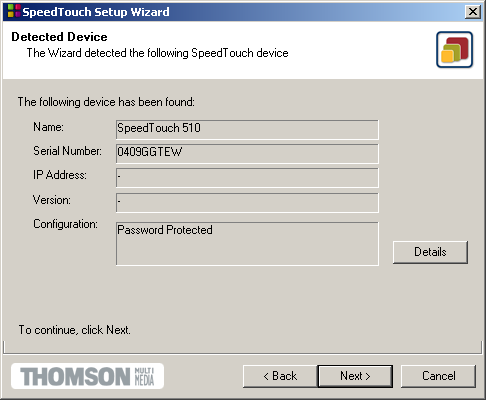 SpeedTouch Setup Wizard
Detected Device
The Wizard detected the following SpeedTouch device
The following device has been found:
Name: SpeedTouch 510
Serial Number: 0409GGTEW
IP Address: -
Version: -
Configuration: Password Protected
Details
To continue, click Next.
THOMSON MULTI MEDIA
< Back Next > Cancel